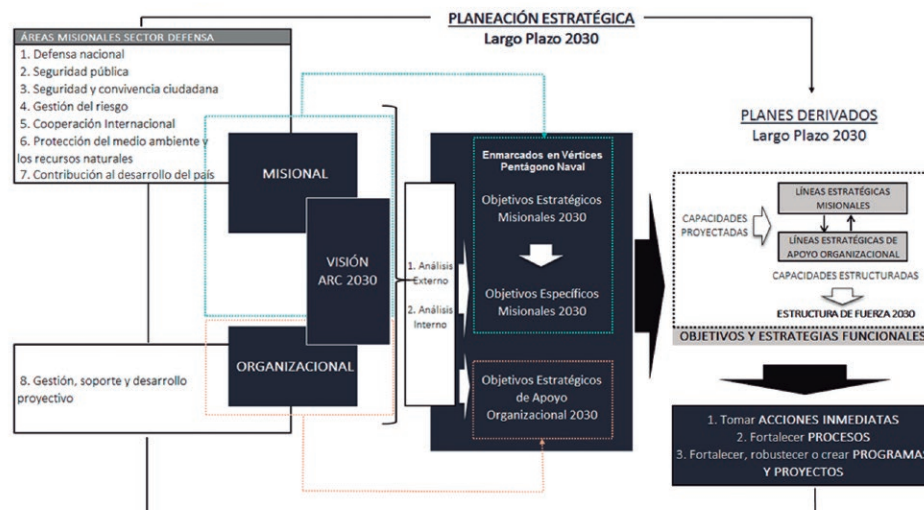 PLANEACIÓN ESTRATÉGICA
Largo Plazo 2030
ÁREAS MISIONALES SECTOR DEFENSA
1. Defensa nacional
2. Seguridad pública
3. Seguridad y convivencia ciudadana
4. Gestión del riesgo
5. Cooperación Internacional
6. Protección del medio ambiente y
los recursos naturales
7. Contribución al desarrollo del país
8. Gestión, soporte y desarrollo
proyectivo
MISIONAL
VISIÓN
ARC 2030
ORGANIZACIONAL
1. Análisis
Externo
2. Análisis
Interno
Enmarcados en Vértices
Pentágono Naval
Objetivos Estratégicos
Misionales 2030
Objetivos Específicos
Misionales 2030
Objetivos Estratégicos
de Apoyo
Organizacional 2030
PLANES DERIVADOS
Largo Plazo 2030
CAPACIDADES
PROYECTADAS
LÍNEAS ESTRATÉGICAS
MISIONALES
LÍNEAS ESTRATÉGICAS DE
APOYO ORGANIZACIONAL
CAPACIDADES ESTRUCTURADAS
ESTRUCTURA DE FUERZA 2030
OBJETIVOS Y ESTRATEGIAS FUNCIONALES
1. Tomar ACCIONES INMEDIATAS
2. Fortalecer PROCESOS
3. Fortalecer, robustecer o crear PROGRAMAS
Y PROYECTOS